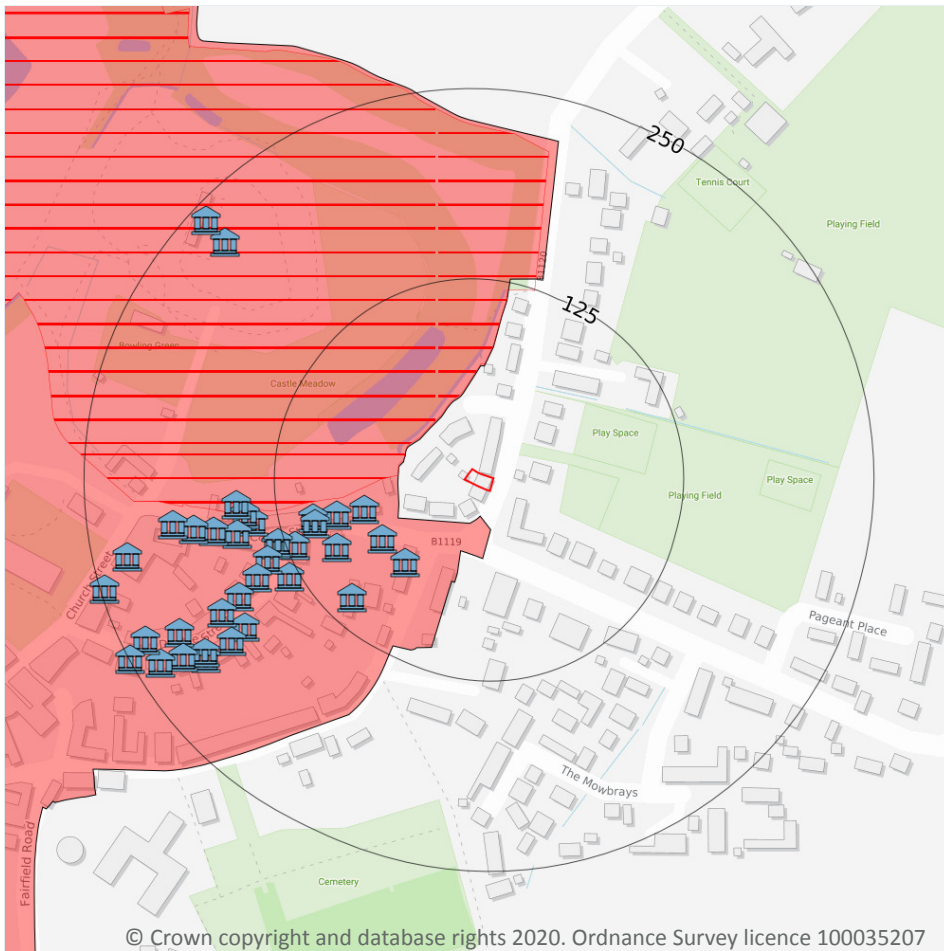 250
Tennis Court
Playing Field
1120
125
Bowling Green
Castle Meadow
Play Space
Play Space
Playing Field
B1119
Church Street
Pageant Place
The Mowbrays
Fairfield Road
Cemetery
© Crown copyright and database rights 2020. Ordnance Survey licence 100035207